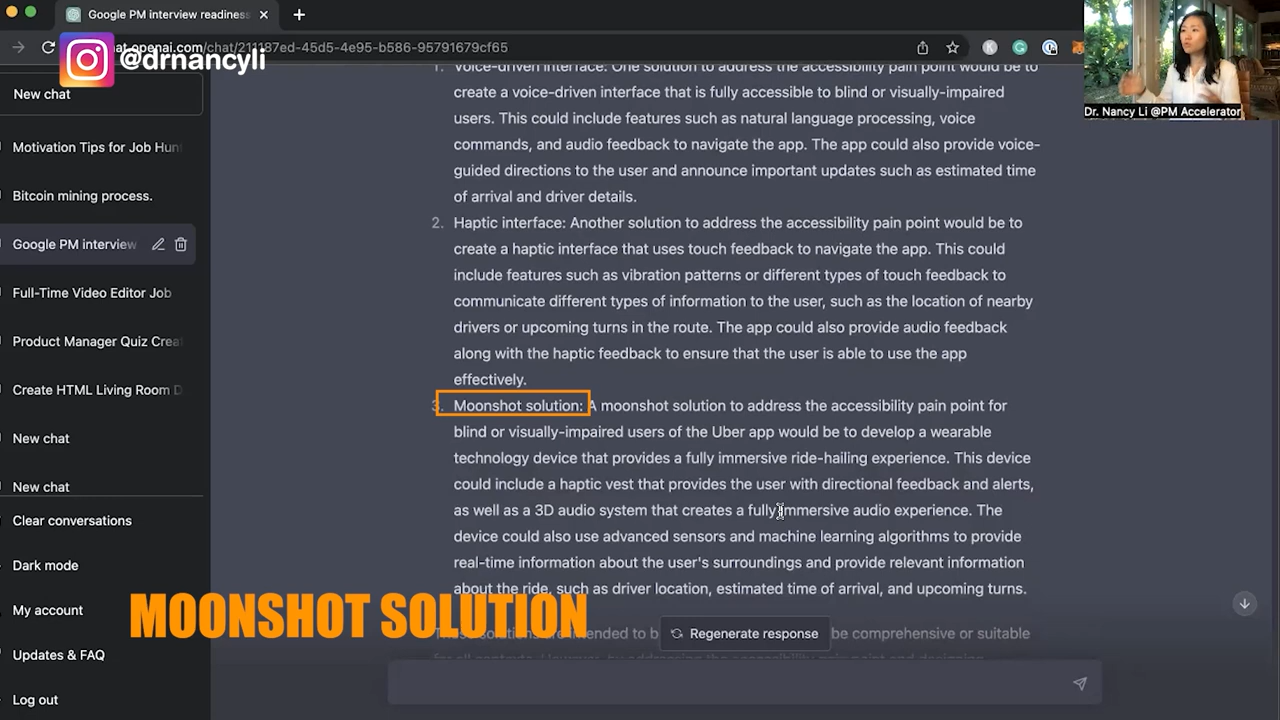 Google PM interview readiness
chat.openai.com/chat/211187ed-45d5-4e95-b586-95791679cf65
@drnancyli
Dr. Nancy Li @PM Accelerator
New chat
Motivation Tips for Job Hun
Bitcoin mining process.
Google PM interview
Full-Time Video Editor Job
Product Manager Quiz Crea
Create HTML Living Room D
New chat
New chat
Clear conversations
Dark mode
My account
Updates & FAQ
Log out
1. Voice-driven interface: One solution to address the accessibility pain point would be to
create a voice-driven interface that is fully accessible to blind or visually-impaired
users. This could include features such as natural language processing, voice
commands, and audio feedback to navigate the app. The app could also provide voice-
guided directions to the user and announce important updates such as estimated time
of arrival and driver details.
2. Haptic interface: Another solution to address the accessibility pain point would be to
create a haptic interface that uses touch feedback to navigate the app. This could
include features such as vibration patterns or different types of touch feedback to
communicate different types of information to the user, such as the location of nearby
drivers or upcoming turns in the route. The app could also provide audio feedback
along with the haptic feedback to ensure that the user is able to use the app
effectively.
3. Moonshot solution: A moonshot solution to address the accessibility pain point for
blind or visually-impaired users of the Uber app would be to develop a wearable
technology device that provides a fully immersive ride-hailing experience. This device
could include a haptic vest that provides the user with directional feedback and alerts,
as well as a 3D audio system that creates a fully immersive audio experience. The
device could also use advanced sensors and machine learning algorithms to provide
real-time information about the user's surroundings and provide relevant information
about the ride, such as driver location, estimated time of arrival, and upcoming turns.
MOONSHOT SOLUTION
intended to b
be comprehensive or suitable
Regenerate response